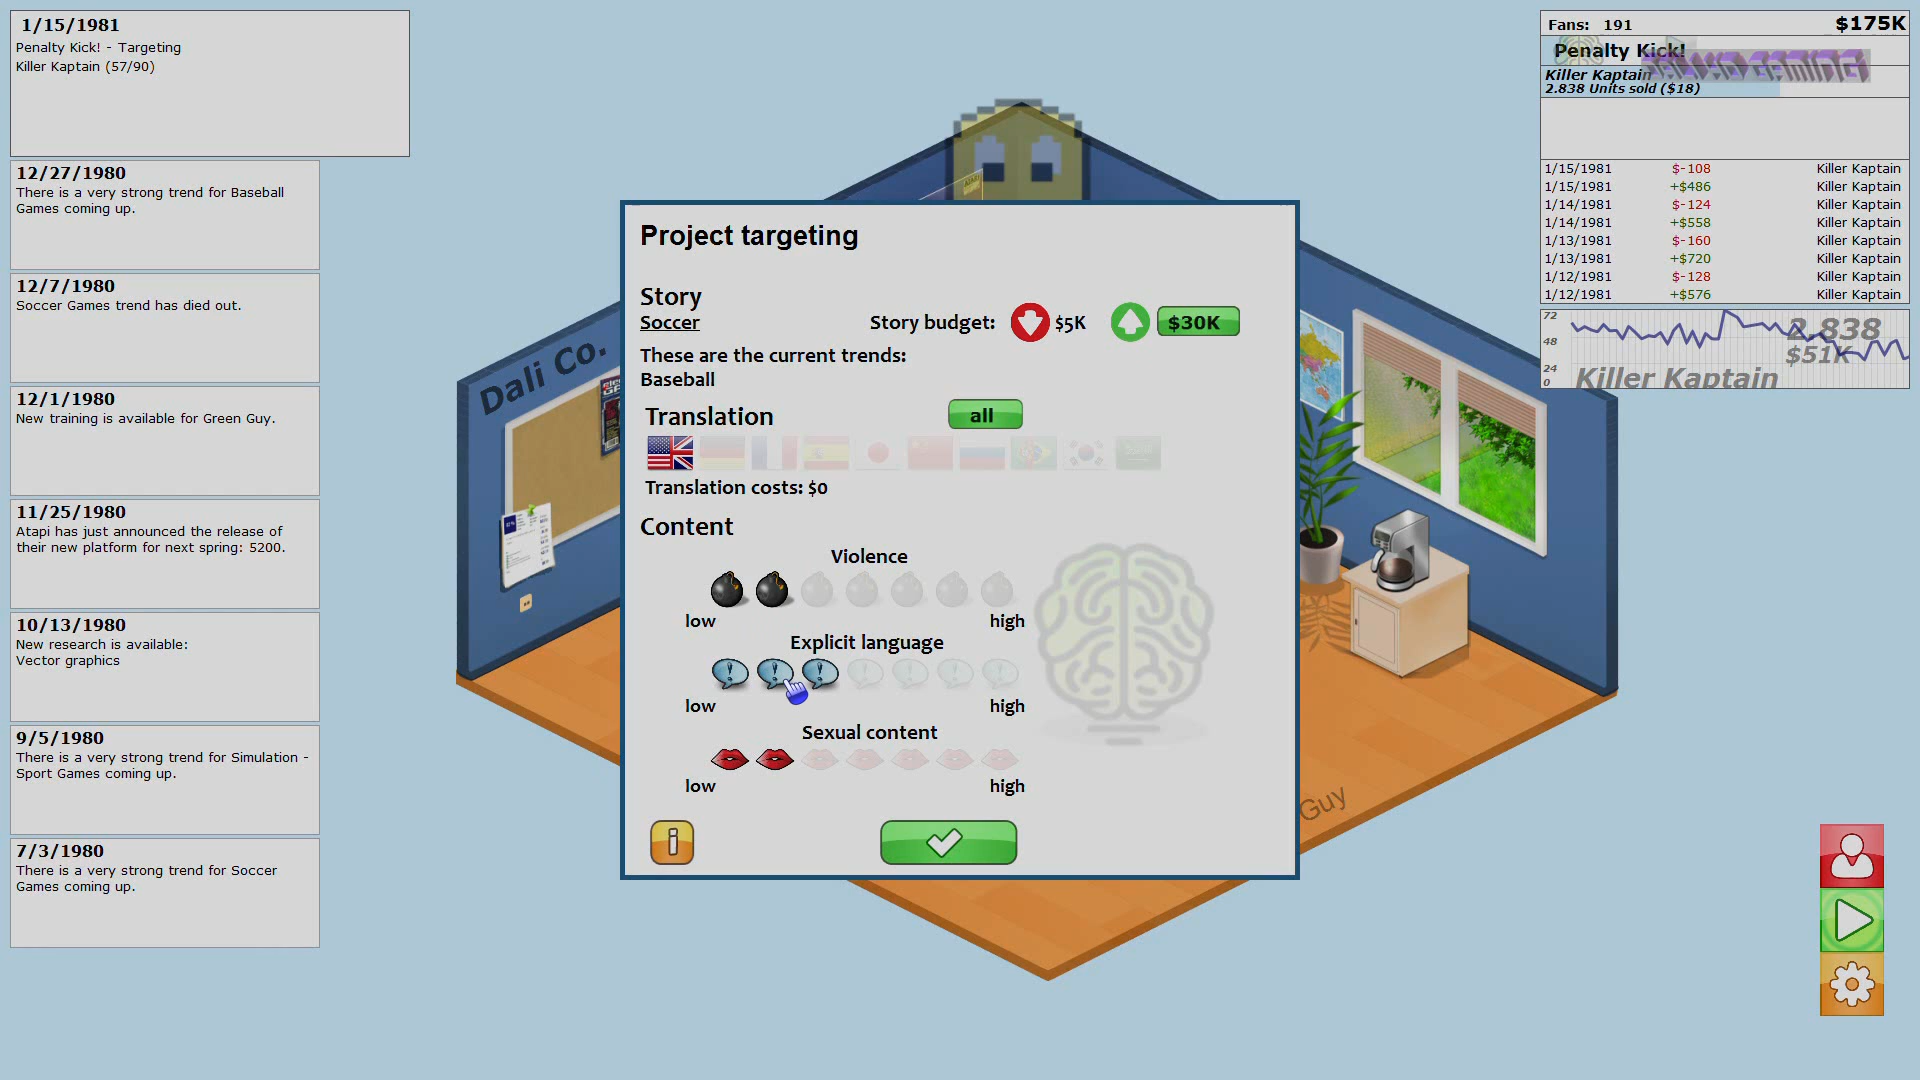 1/15/1981
Penalty Kick! - Targeting
Killer Kaptain (57/90)
12/27/1980
There is a very strong trend for Baseball
Games coming up.
12/7/1980
Soccer Games trend has died out.
12/1/1980
New training is available for Green Guy.
11/25/1980
Atapi has just announced the release of
their new platform for next spring: 5200.
10/13/1980
New research is available:
Vector graphics
9/5/1980
There is a very strong trend for Simulation -
Sport Games coming up.
7/3/1980
There is a very strong trend for Soccer
Games coming up.
Dali Co.
Project targeting
Story
Soccer
Story budget: $5K $30K
These are the current trends:
Baseball
Translation all
Translation costs: $0
Content
Violence
low high
Explicit language
low high
Sexual content
low high
i
Guy
Fans: 191 $175K
Penalty Kick!
Killer Kaptain
2.838 Units sold ($18)
1/15/1981 $-108 Killer Kaptain
1/15/1981 +$486 Killer Kaptain
1/14/1981 $-124 Killer Kaptain
1/14/1981 +$558 Killer Kaptain
1/13/1981 $-160 Killer Kaptain
1/13/1981 +$720 Killer Kaptain
1/12/1981 $-128 Killer Kaptain
1/12/1981 +$576 Killer Kaptain
72
48
24
0
2.838
$51K
Killer Kaptain